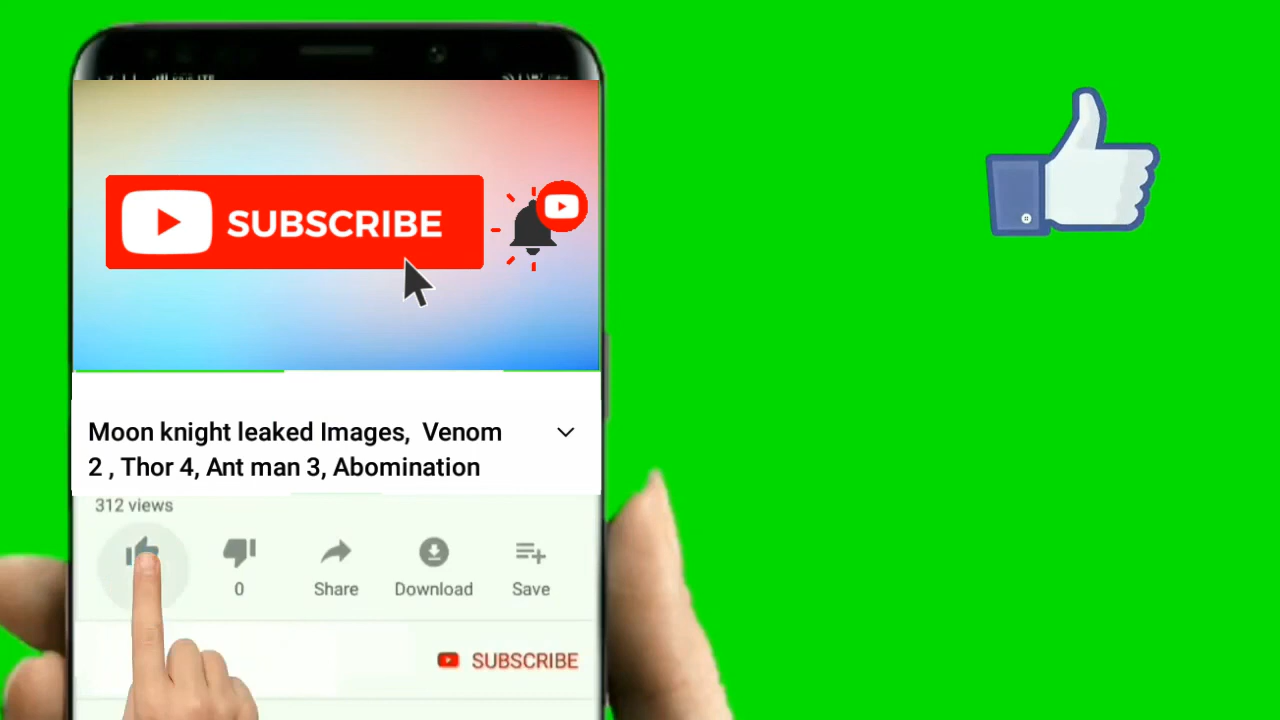 SUBSCRIBE
Moon knight leaked Images, Venom
2 , Thor 4, Ant man 3, Abomination
312 views
0
Share
Download
Save
SUBSCRIBE